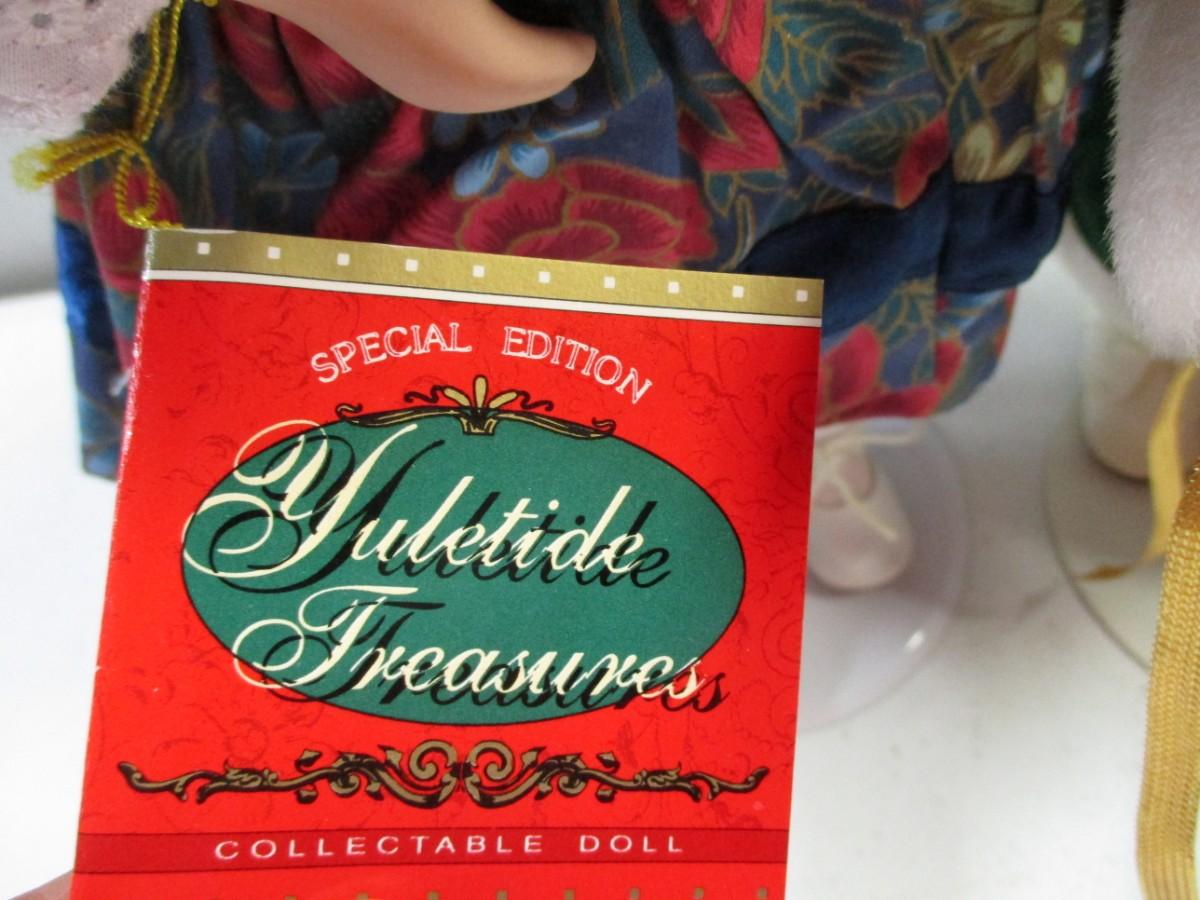 SPECIAL EDITION
Yuletide
Treasures
COLLECTABLE DOLL